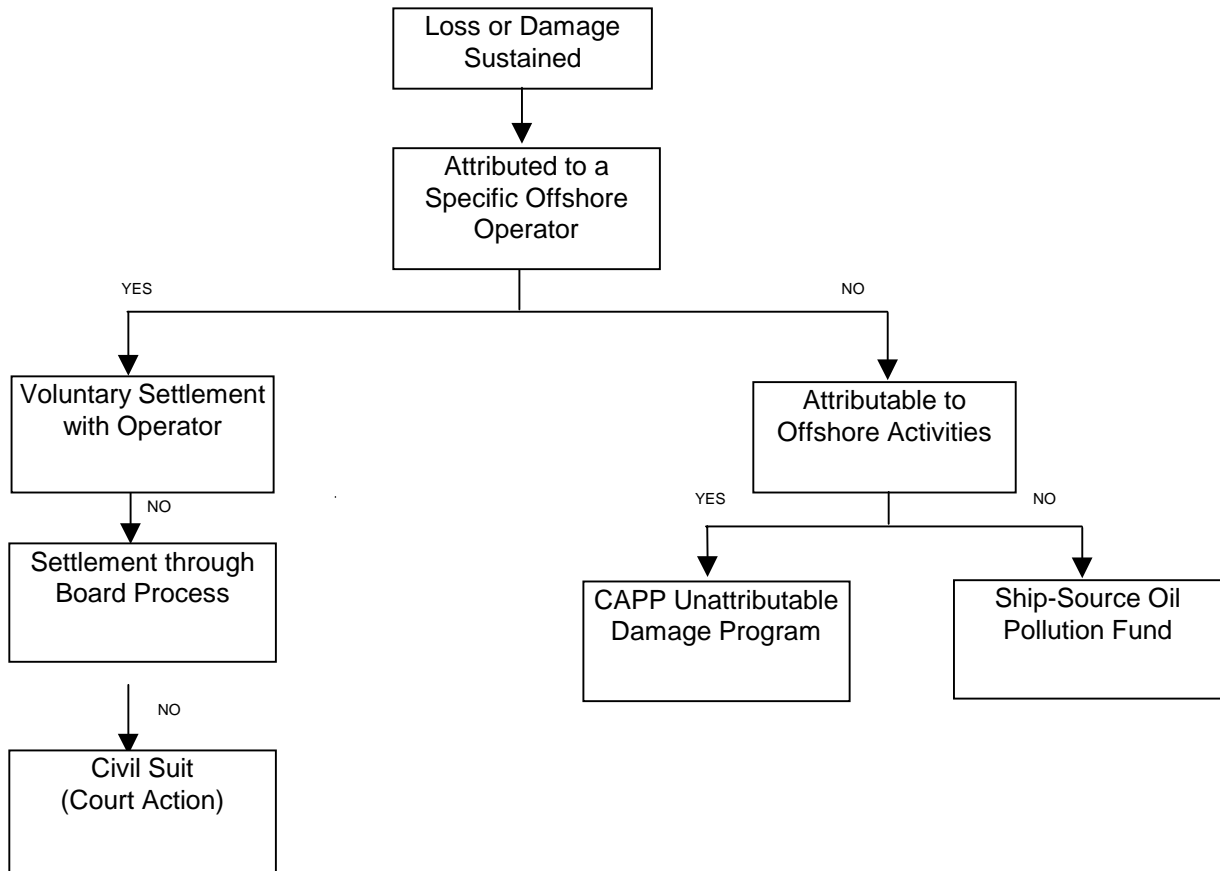 Loss or Damage
Sustained
Attributed to a
Specific Offshore
Operator
YES
NO
Voluntary Settlement
with Operator
Attributable to
Offshore Activities
NO
YES
NO
Settlement through
Board Process
CAPP Unattributable
Damage Program
Ship-Source Oil
Pollution Fund
NO
Civil Suit
(Court Action)